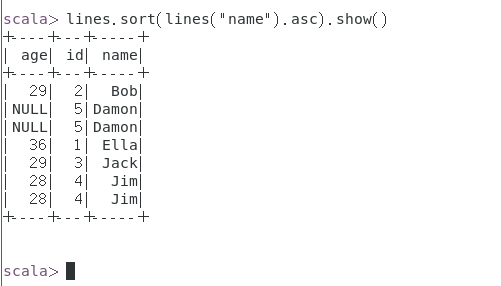 scala> lines.sort(lines("name").asc).show()
+----+---+-----+
| age| id| name|
+----+---+-----+
|  29|  2|  Bob|
|NULL|  5|Damon|
|NULL|  5|Damon|
|  36|  1| Ella|
|  29|  3| Jack|
|  28|  4|  Jim|
|  28|  4|  Jim|
+----+---+-----+
scala>